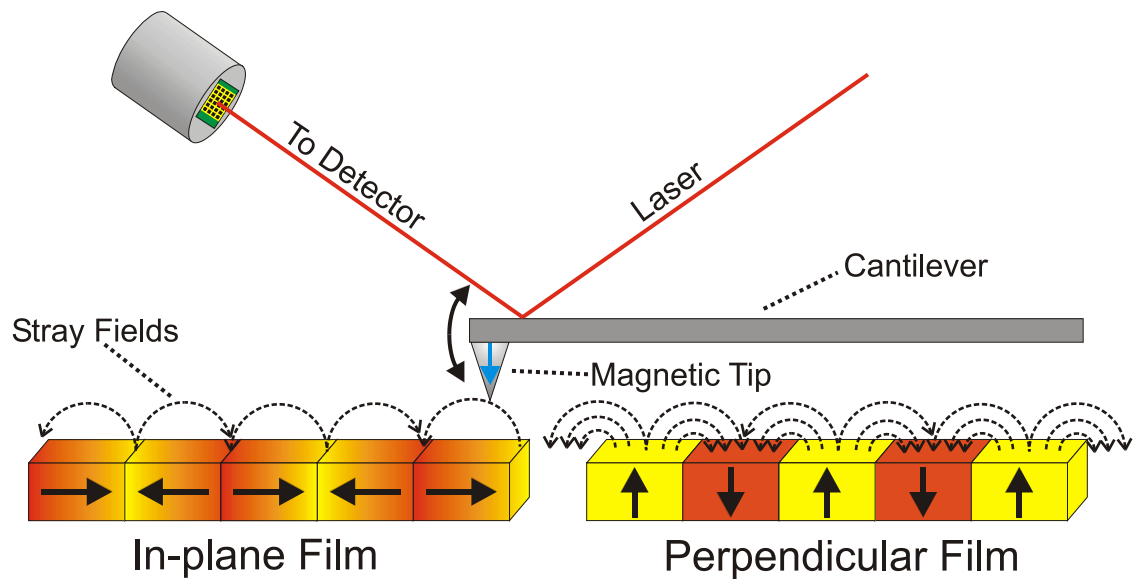 To Detector
Laser
Cantilever
Stray Fields
Magnetic Tip
In-plane Film
Perpendicular Film